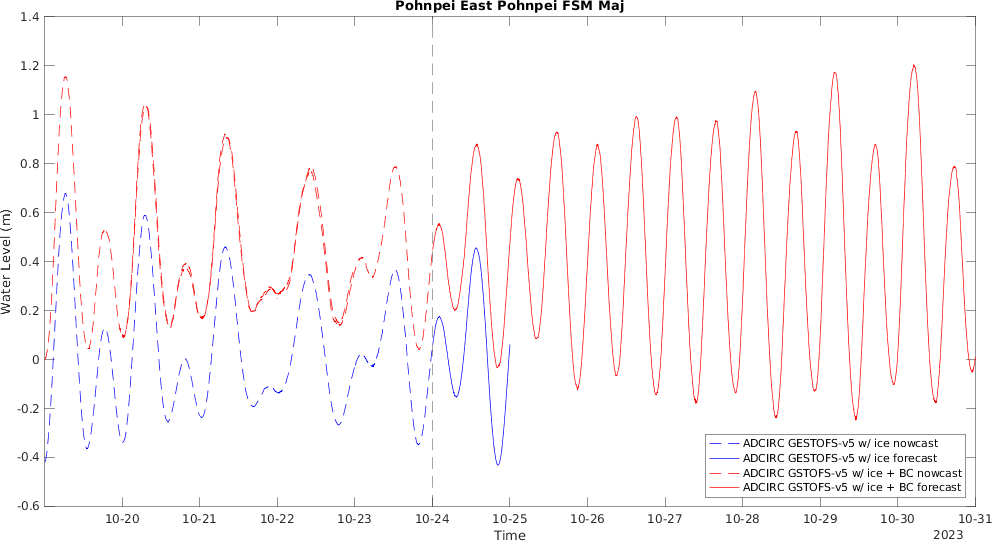 Pohnpei East Pohnpei FSM Maj
Water Level (m)
1.4
1.2
1
0.8
0.6
0.4
0.2
0
-0.2
-0.4
-0.6
ADCIRC GESTOFS-v5 w/ ice nowcast
ADCIRC GESTOFS-v5 w/ ice forecast
ADCIRC GSTOFS-v5 w/ ice + BC nowcast
ADCIRC GSTOFS-v5 w/ ice + BC forecast
10-20 10-21 10-22 10-23 10-24 10-25 10-26 10-27 10-28 10-29 10-30 10-31
Time
2023